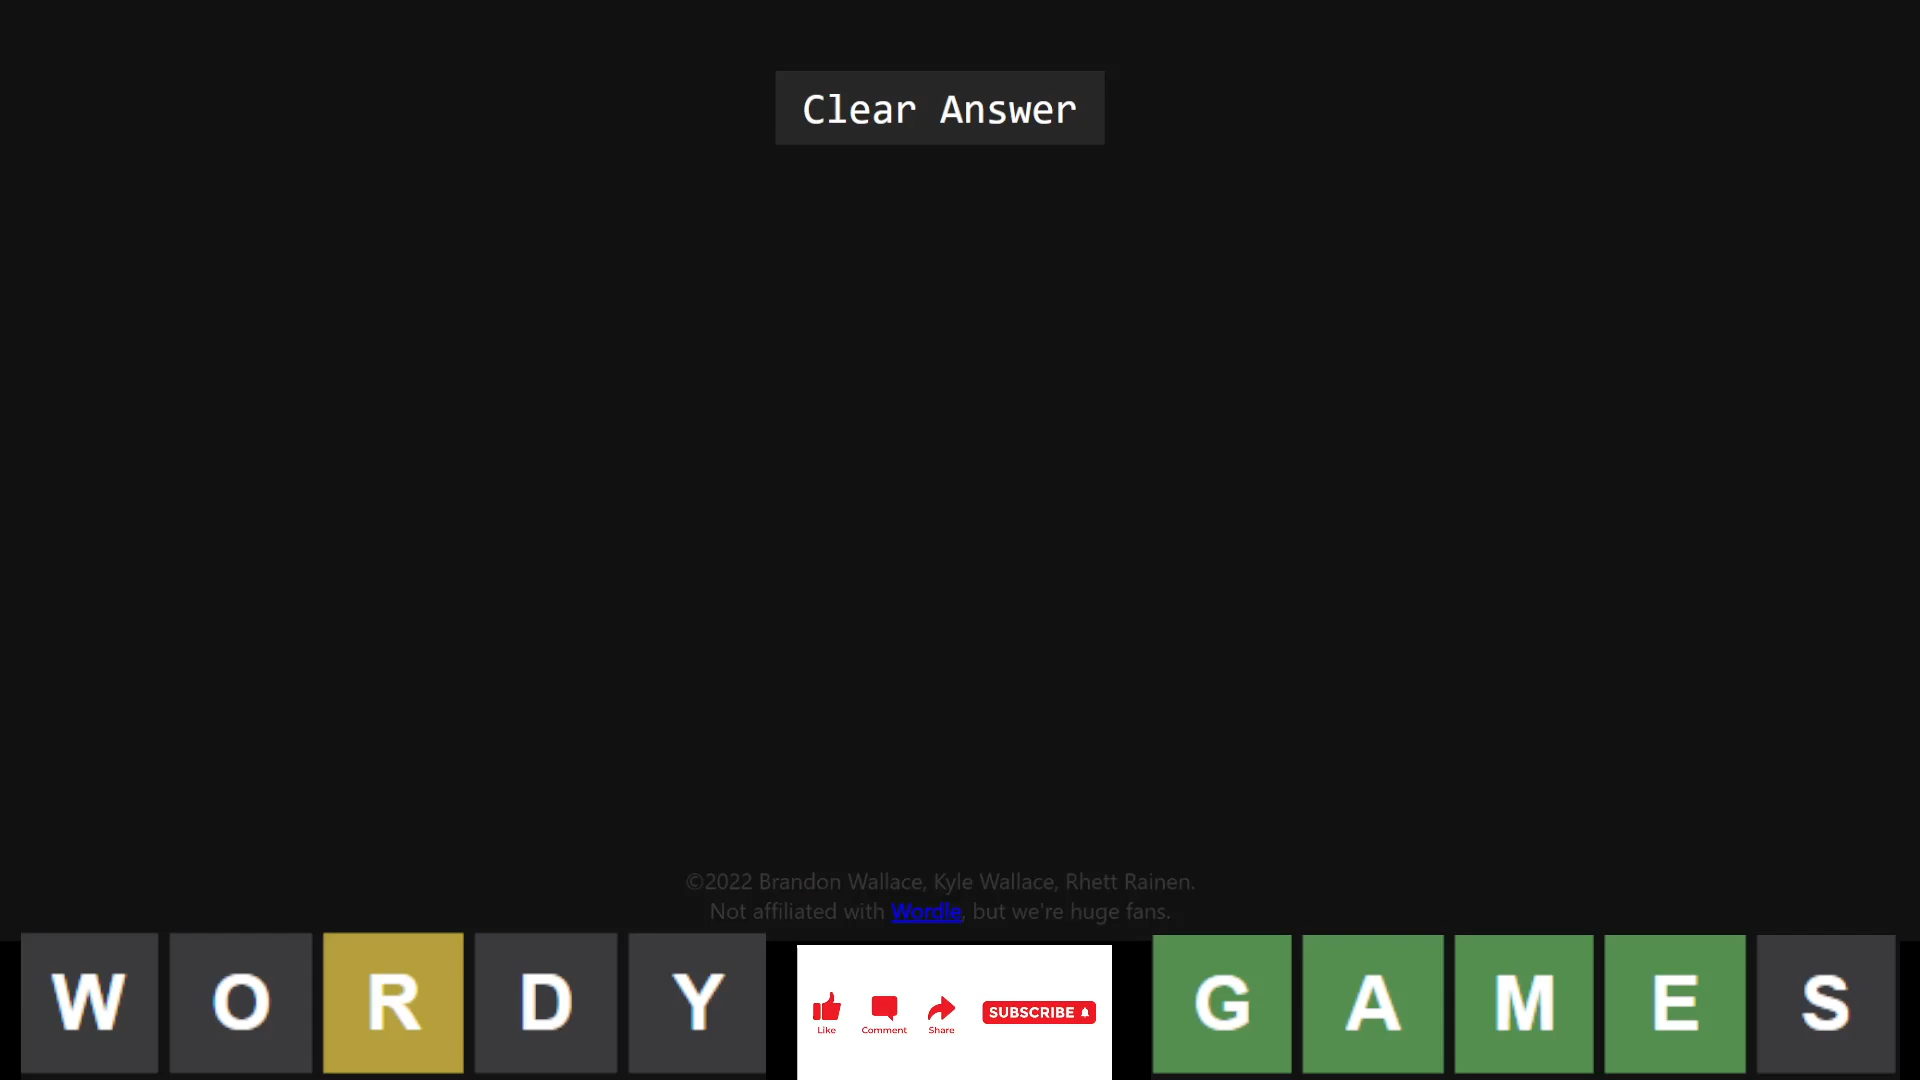 Clear Answer
©2022 Brandon Wallace, Kyle Wallace, Rhett Rainen.
Not affiliated with Wordle, but we're huge fans.
WORDY
Like Comment Share SUBSCRIBE
GAMES